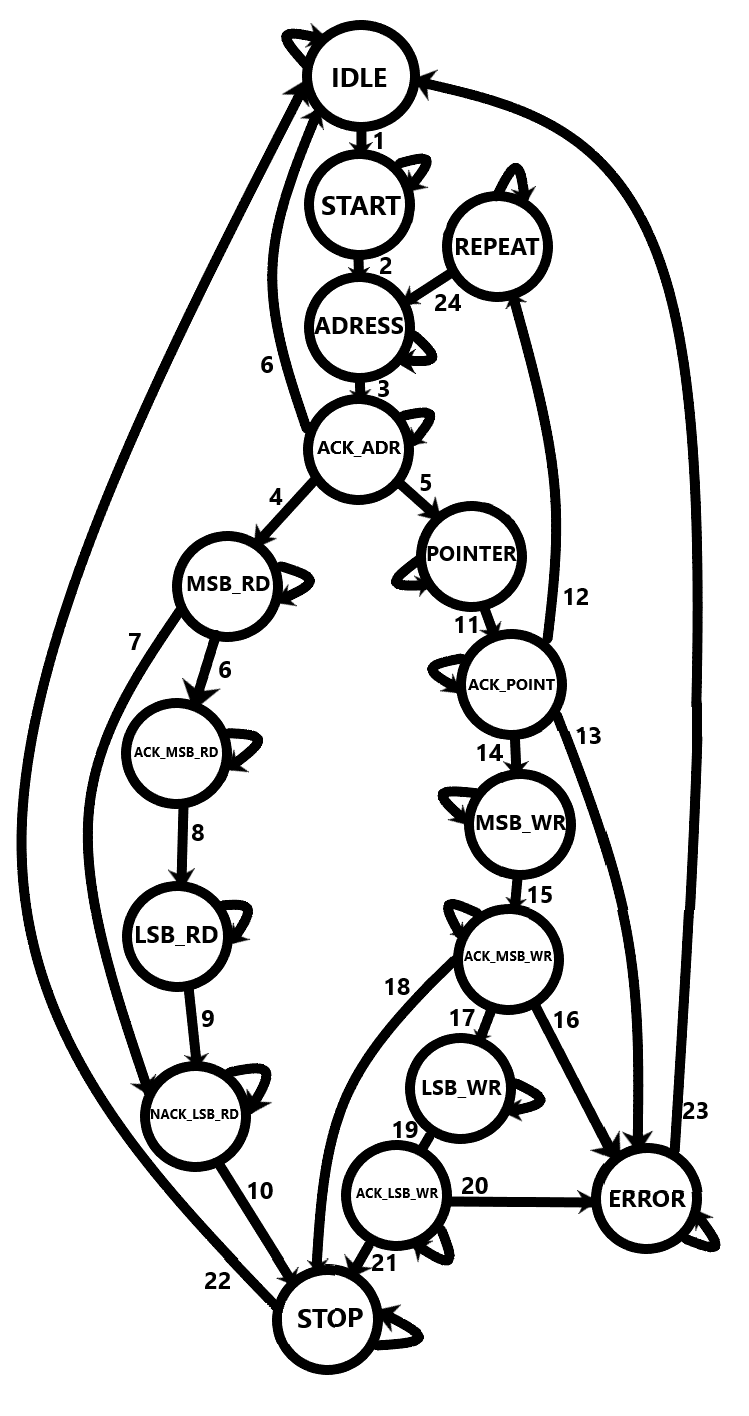 IDLE
1
START
2
REPEAT
24
ADRESS
3
6
ACK_ADR
4
5
POINTER
MSB_RD
12
11
7
6
ACK_POINT
13
14
ACK_MSB_RD
MSB_WR
8
15
LSB_RD
ACK_MSB_WR
18
9
17
16
LSB_WR
NACK_LSB_RD
23
19
10
ACK_LSB_WR
20
ERROR
21
22
STOP